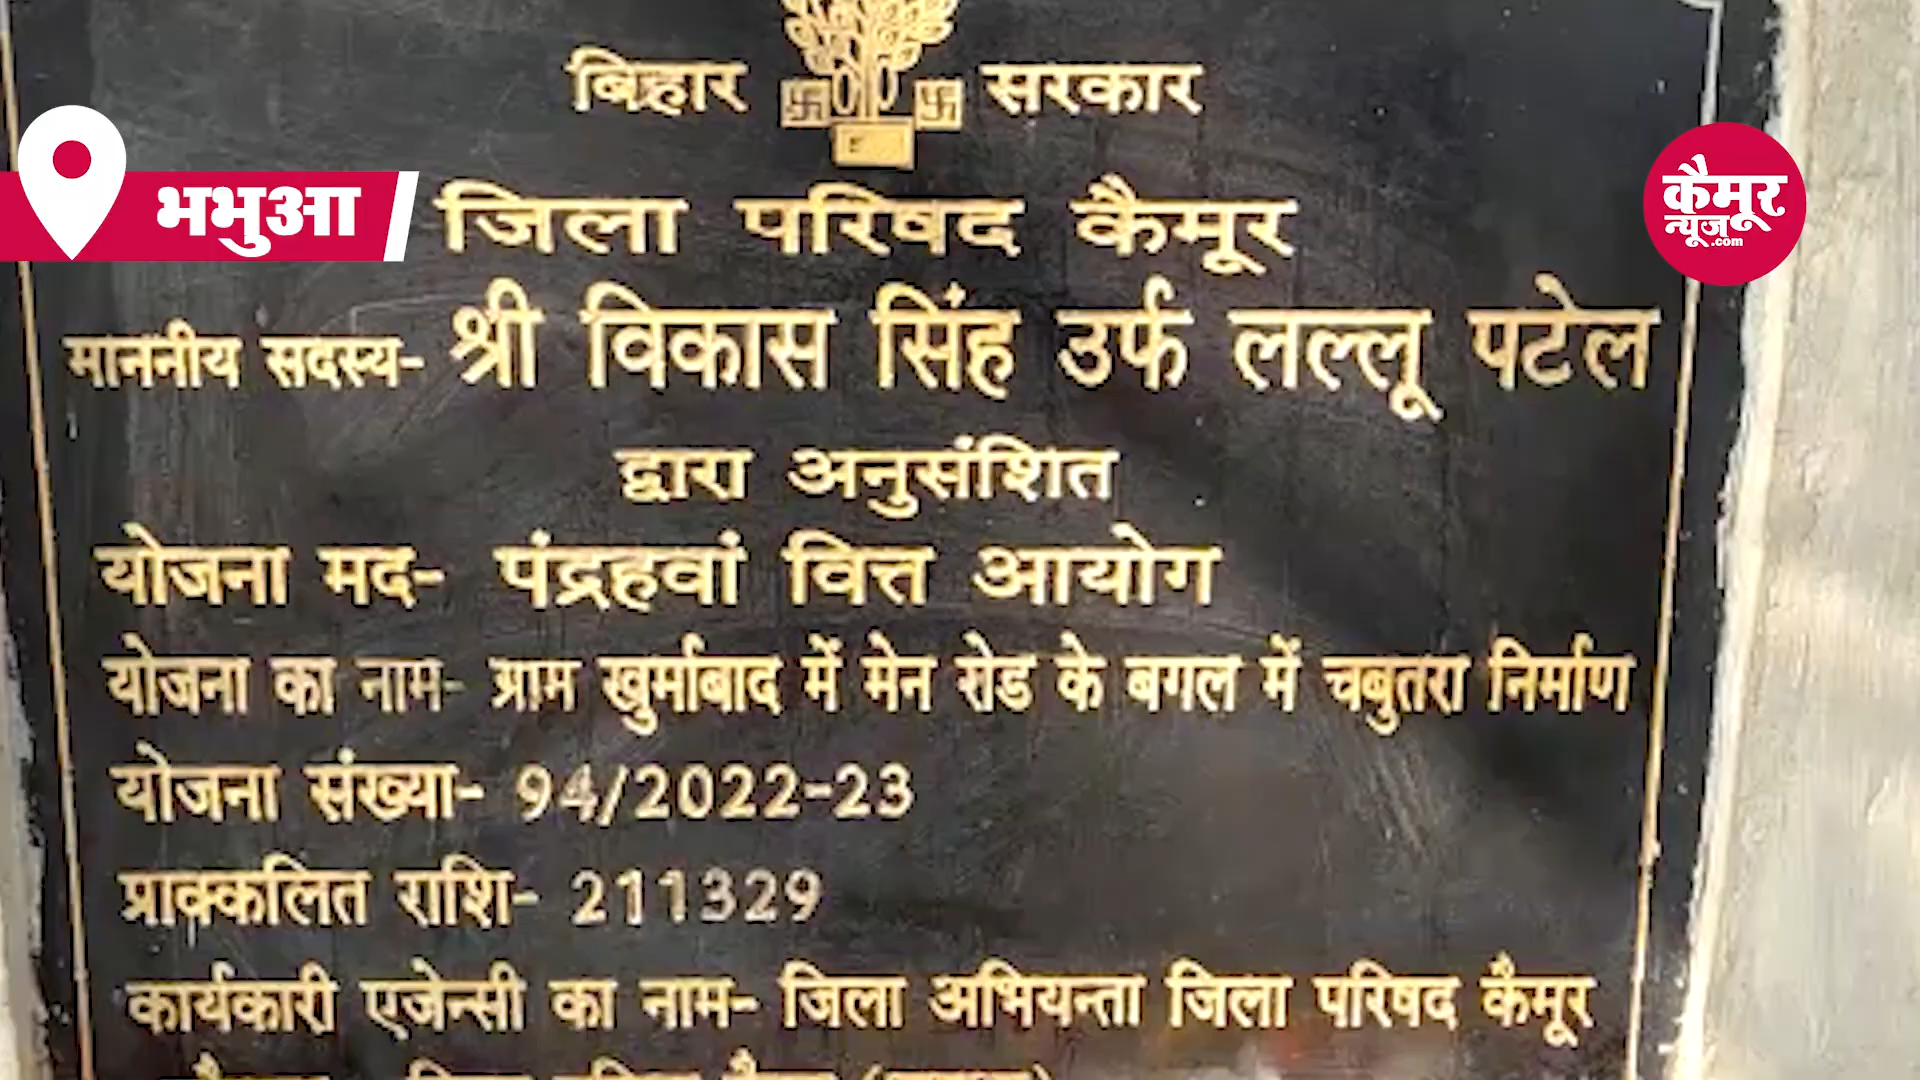 बिहार सरकार
भभुआ
कैमूर
न्यूज
.com
जिला परिषद कैमूर
माननीय सदस्य- श्री विकास सिंह उर्फ लल्लू पटेल
द्वारा अनुसंशित
योजना मद- पंद्रहवां वित्त आयोग
योजना का नाम- ग्राम खुर्माबाद में मेन रोड के बगल में चबुतरा निर्माण
योजना संख्या- 94/2022-23
प्राक्कलित राशि- 211329
कार्यकारी एजेन्सी का नाम- जिला अभियन्ता जिला परिषद कैमूर